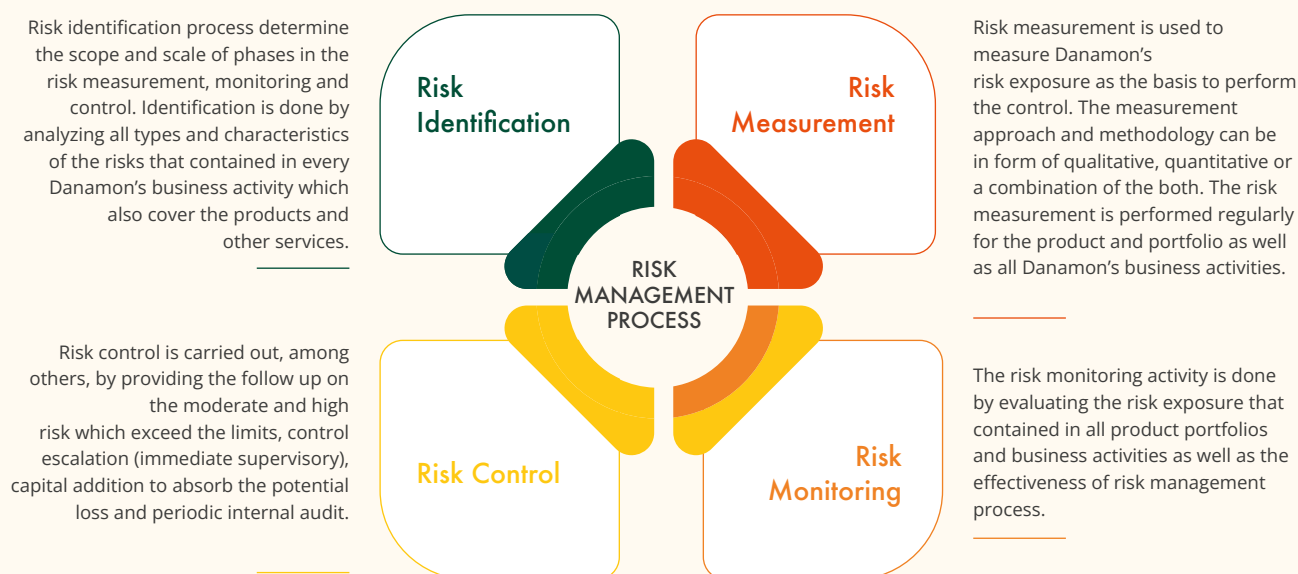 Risk identification process determine
the scope and scale of phases in the
risk measurement, monitoring and
control. Identification is done by
analyzing all types and characteristics
of the risks that contained in every
Danamon's business activity which
also cover the products and
other services.
Risk
Identification
Risk
Measurement
Risk measurement is used to
measure Danamon's
risk exposure as the basis to perform
the control. The measurement
approach and methodology can be
in form of qualitative, quantitative or
a combination of the both. The risk
measurement is performed regularly
for the product and portfolio as well
as all Danamon's business activities.
RISK
MANAGEMENT
PROCESS
Risk control is carried out, among
others, by providing the follow up on
the moderate and high
risk which exceed the limits, control
escalation (immediate supervisory),
capital addition to absorb the potential
loss and periodic internal audit.
Risk Control
Risk
Monitoring
The risk monitoring activity is done
by evaluating the risk exposure that
contained in all product portfolios
and business activities as well as the
effectiveness of risk management
process.